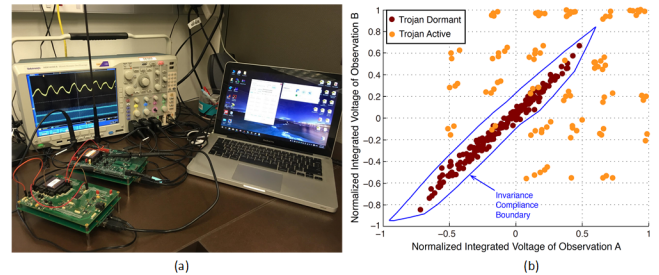 Normalized Integrated Voltage of Observation B
1
0.8
0.6
0.4
0.2
0
−0.2
−0.4
−0.6
−0.8
−1
Trojan Dormant
Trojan Active
Invariance
Compliance
Boundary
−1
−0.5
0
0.5
1
Normalized Integrated Voltage of Observation A
(a)
(b)